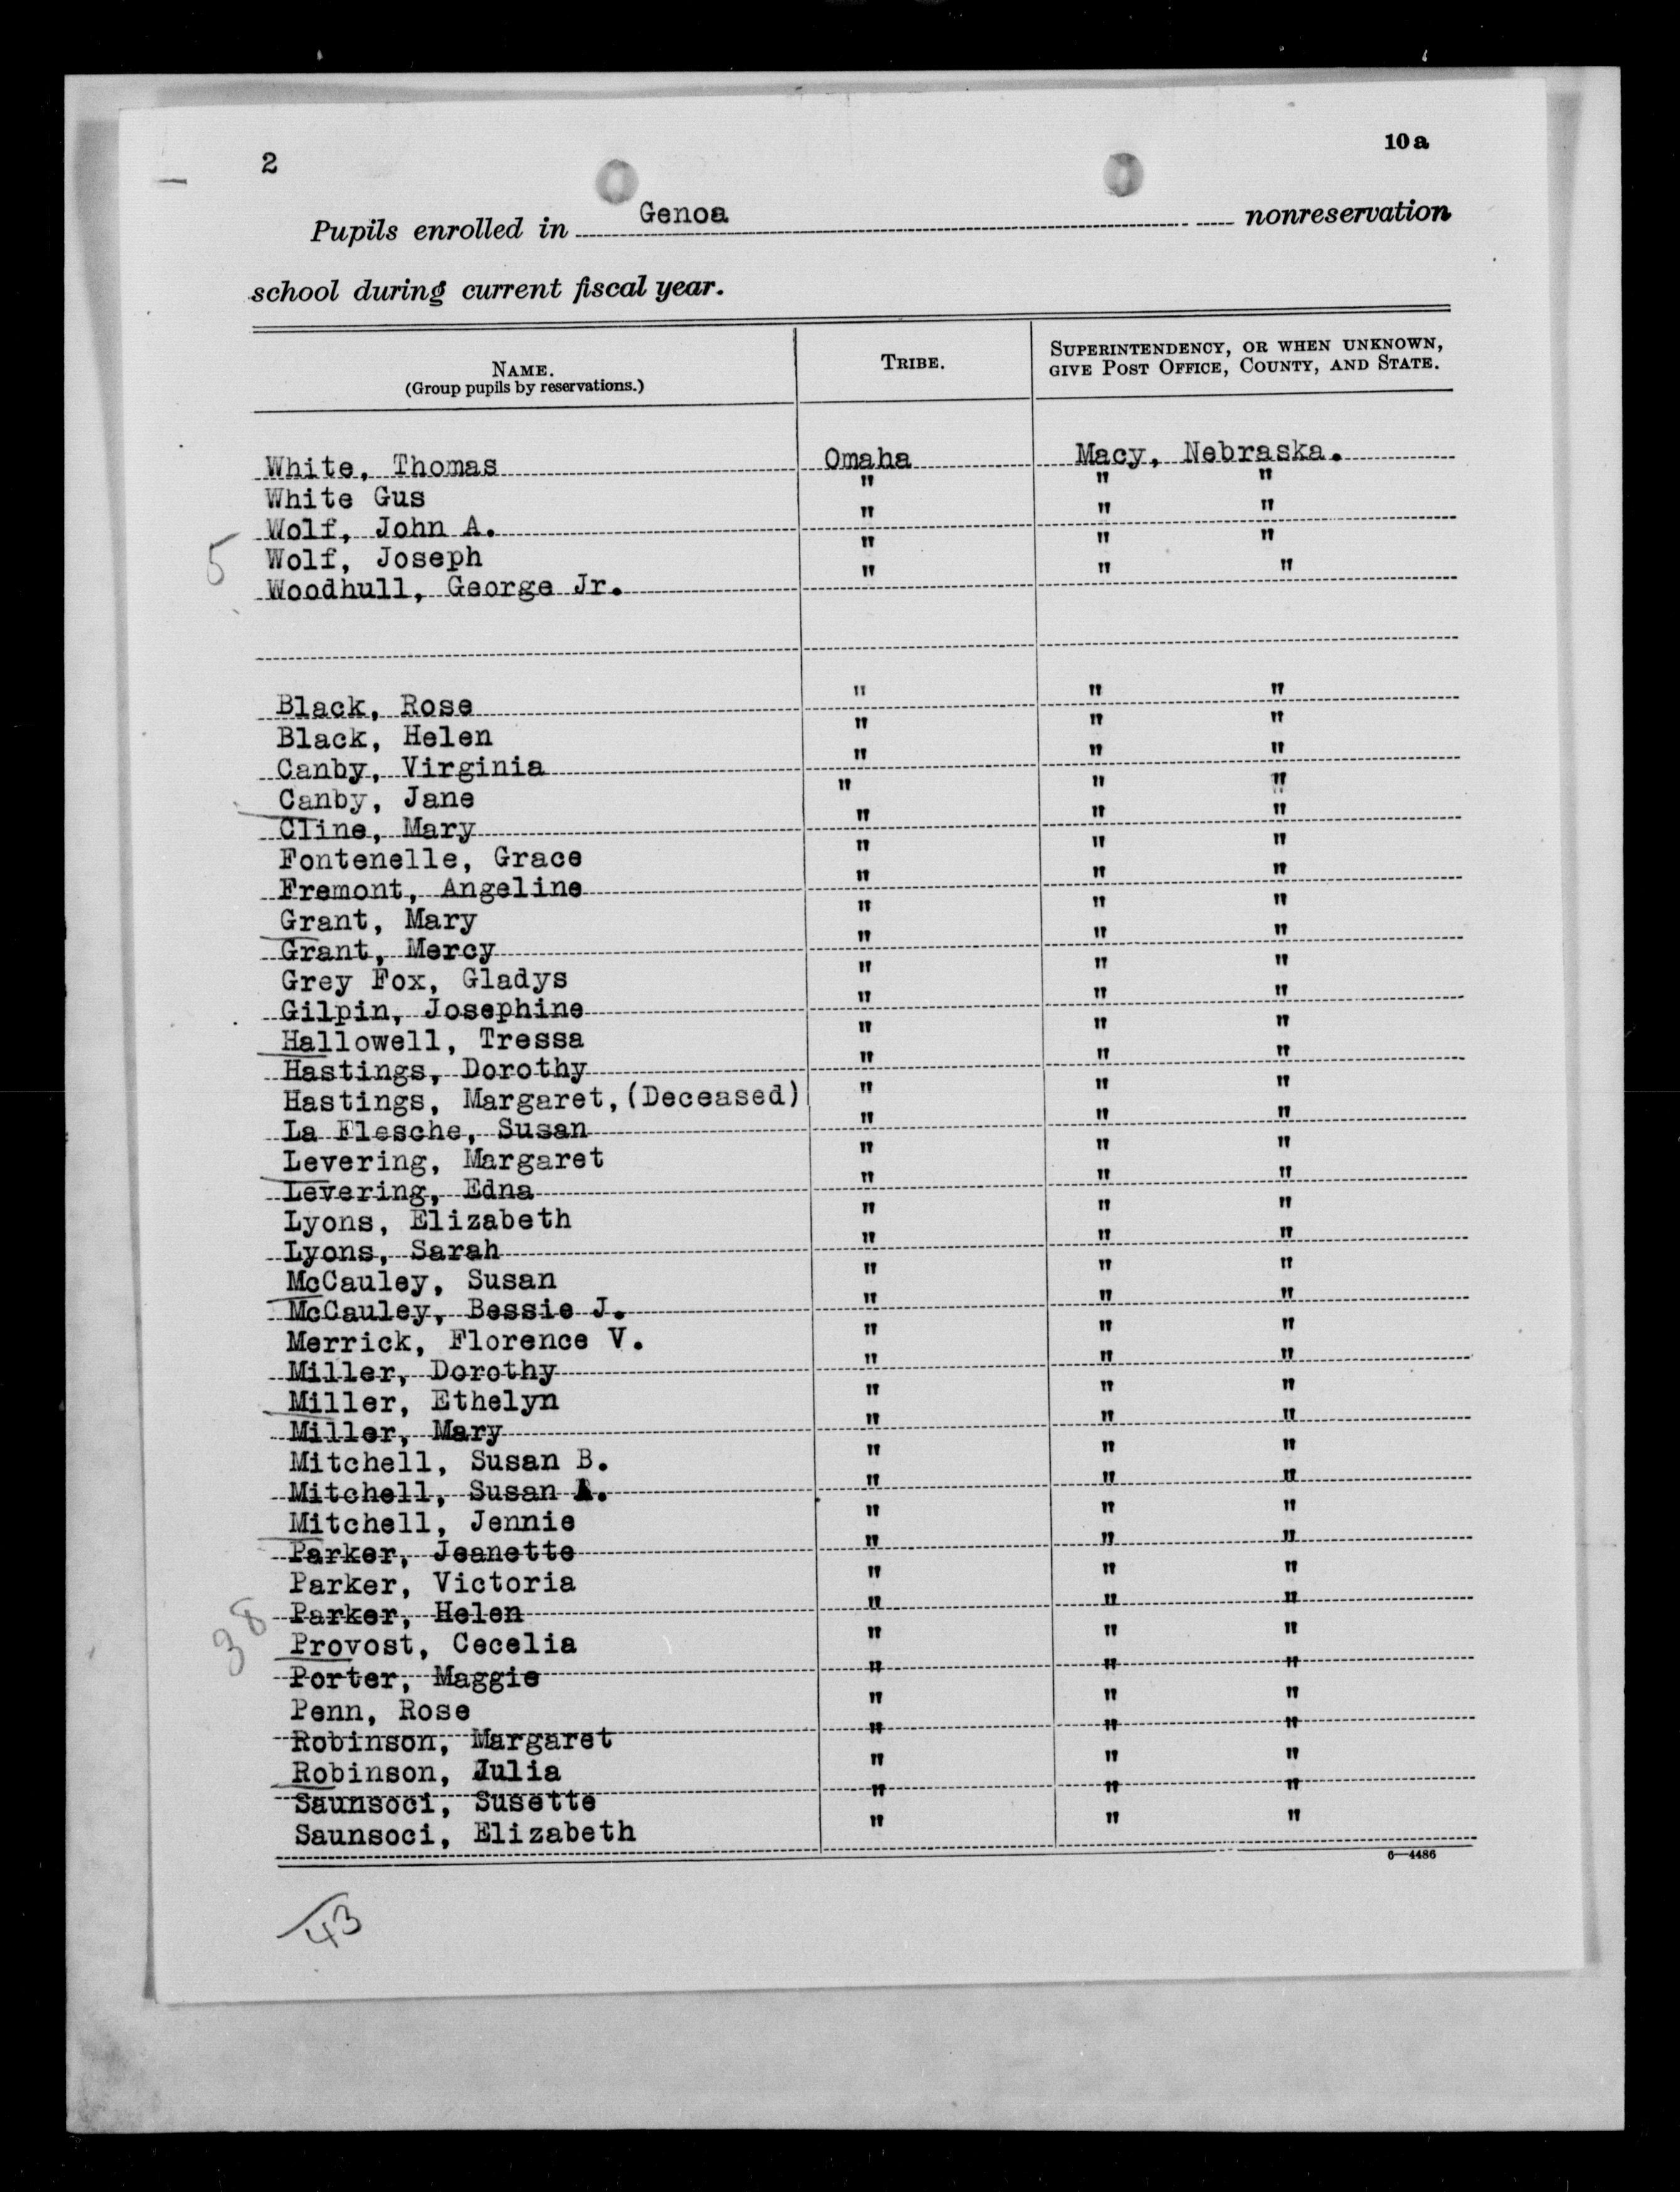 10a
2
Pupils enrolled in Genoa nonreservation
school during current fiscal year.
NAME. TRIBE. SUPERINTENDENCY, OR WHEN UNKNOWN,
(Group pupils by reservations.) GIVE POST OFFICE, COUNTY, AND STATE.
White, Thomas Omaha Macy, Nebraska.
White Gus " " "
Wolf, John A. " " "
5 Wolf, Joseph " " "
Woodhull, George Jr. " " "
Black, Rose " " "
Black, Helen " " "
Canby, Virginia " " "
Canby, Jane " " "
Cline, Mary " " "
Fontenelle, Grace " " "
Fremont, Angeline " " "
Grant, Mary " " "
Grant, Mercy " " "
Grey Fox, Gladys " " "
Gilpin, Josephine " " "
Hallowell, Tressa " " "
Hastings, Dorothy " " "
Hastings, Margaret, (Deceased) " " "
La Flesche, Susan " " "
Levering, Margaret " " "
Levering, Edna " " "
Lyons, Elizabeth " " "
Lyons, Sarah " " "
McCauley, Susan " " "
McCauley, Bessie J. " " "
Merrick, Florence V. " " "
Miller, Dorothy " " "
Miller, Ethelyn " " "
Miller, Mary " " "
Mitchell, Susan B. " " "
Mitchell, Susan A. " " "
Mitchell, Jennie " " "
Parker, Jeanette " " "
Parker, Victoria " " "
38 Parker, Helen " " "
Provost, Cecelia " " "
Porter, Maggie " " "
Penn, Rose " " "
Robinson, Margaret " " "
Robinson, Julia " " "
Saunsoci, Susette " " "
Saunsoci, Elizabeth " " "
6—4486
43